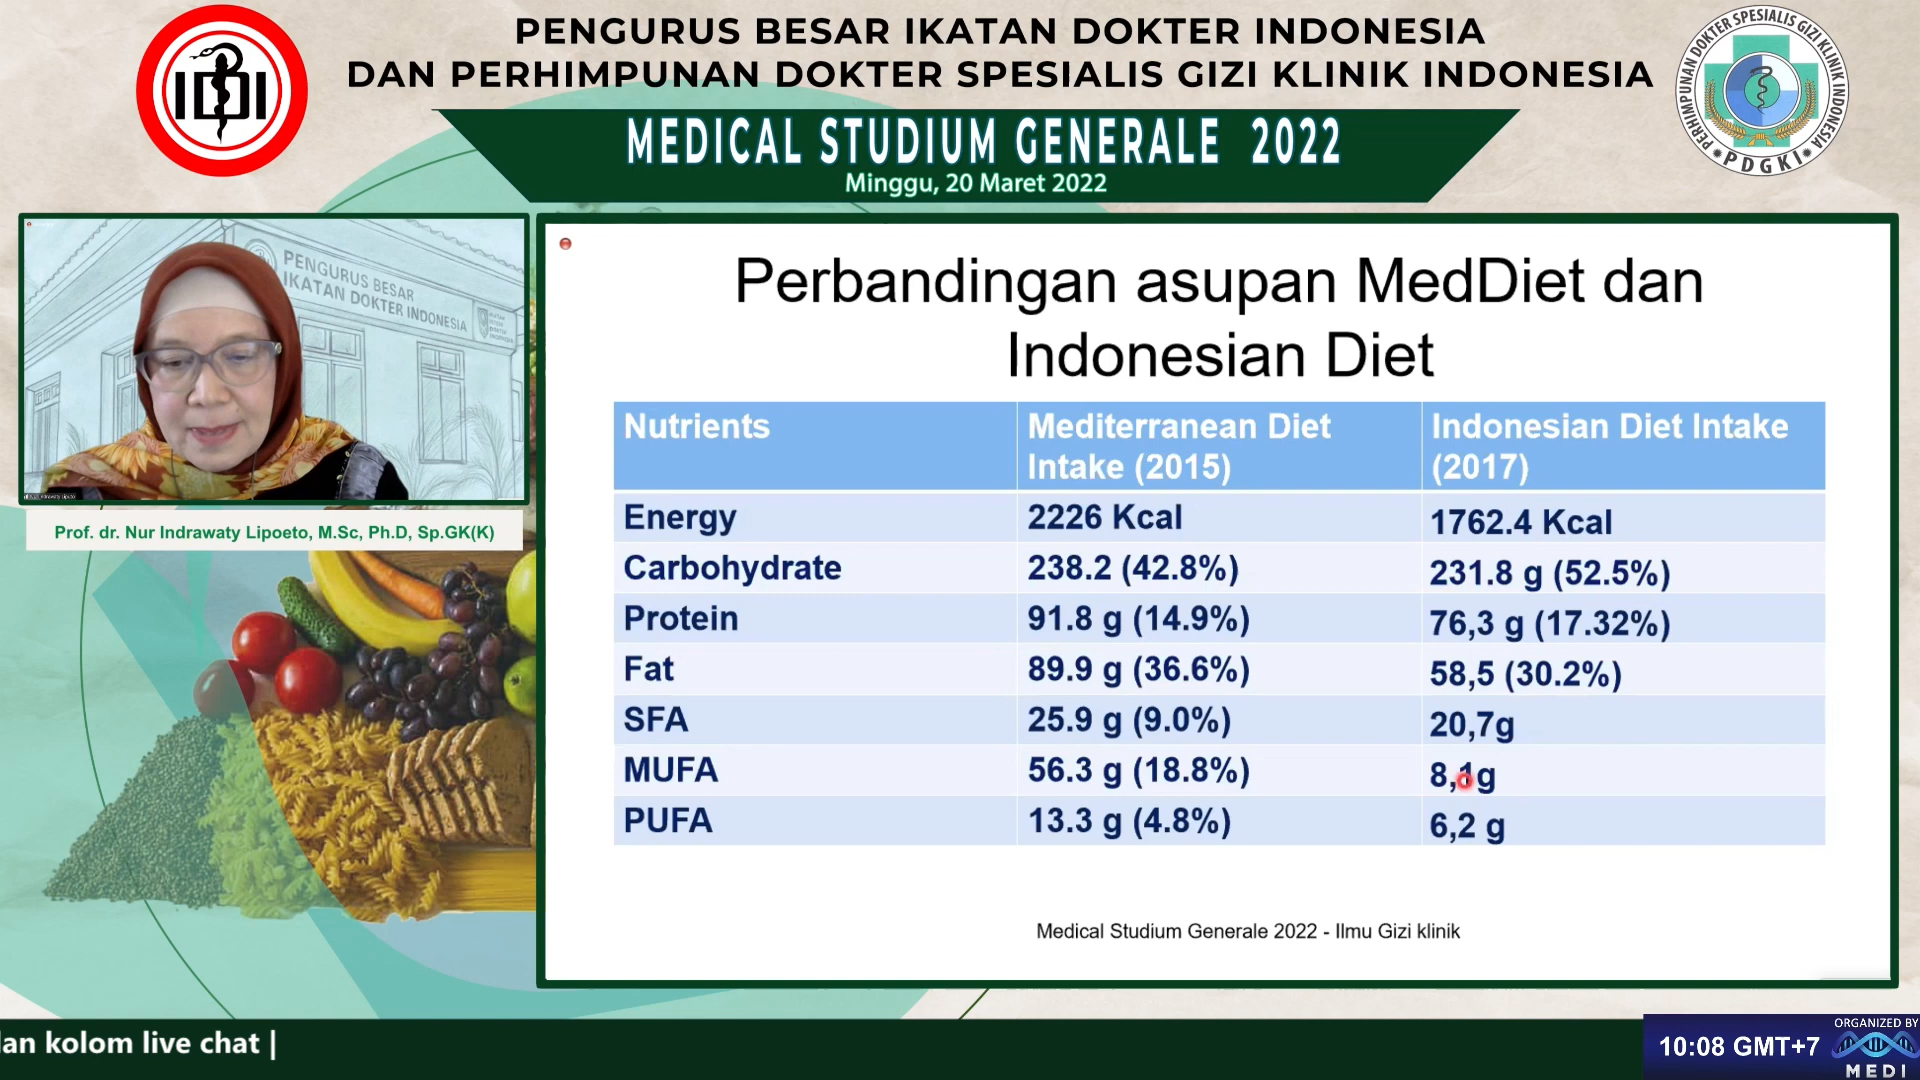 PENGURUS BESAR IKATAN DOKTER INDONESIA
DAN PERHIMPUNAN DOKTER SPESIALIS GIZI KLINIK INDONESIA
IDI
PERHIMPUNAN DOKTER SPESIALIS GIZI KLINIK INDONESIA
PDGKI
MEDICAL STUDIUM GENERALE 2022
Minggu, 20 Maret 2022
PENGURUS BESAR
IKATAN DOKTER INDONESIA
Prof. dr. Nur Indrawaty Lipoeto, M.Sc, Ph.D, Sp.GK(K)
Perbandingan asupan MedDiet dan
Indonesian Diet
Nutrients Mediterranean Diet Intake (2015) Indonesian Diet Intake (2017)
Energy 2226 Kcal 1762.4 Kcal
Carbohydrate 238.2 (42.8%) 231.8 g (52.5%)
Protein 91.8 g (14.9%) 76,3 g (17.32%)
Fat 89.9 g (36.6%) 58,5 (30.2%)
SFA 25.9 g (9.0%) 20,7g
MUFA 56.3 g (18.8%) 8,1g
PUFA 13.3 g (4.8%) 6,2 g
Medical Studium Generale 2022 - Ilmu Gizi klinik
dan kolom live chat |
10:08 GMT+7
ORGANIZED BY
MEDI